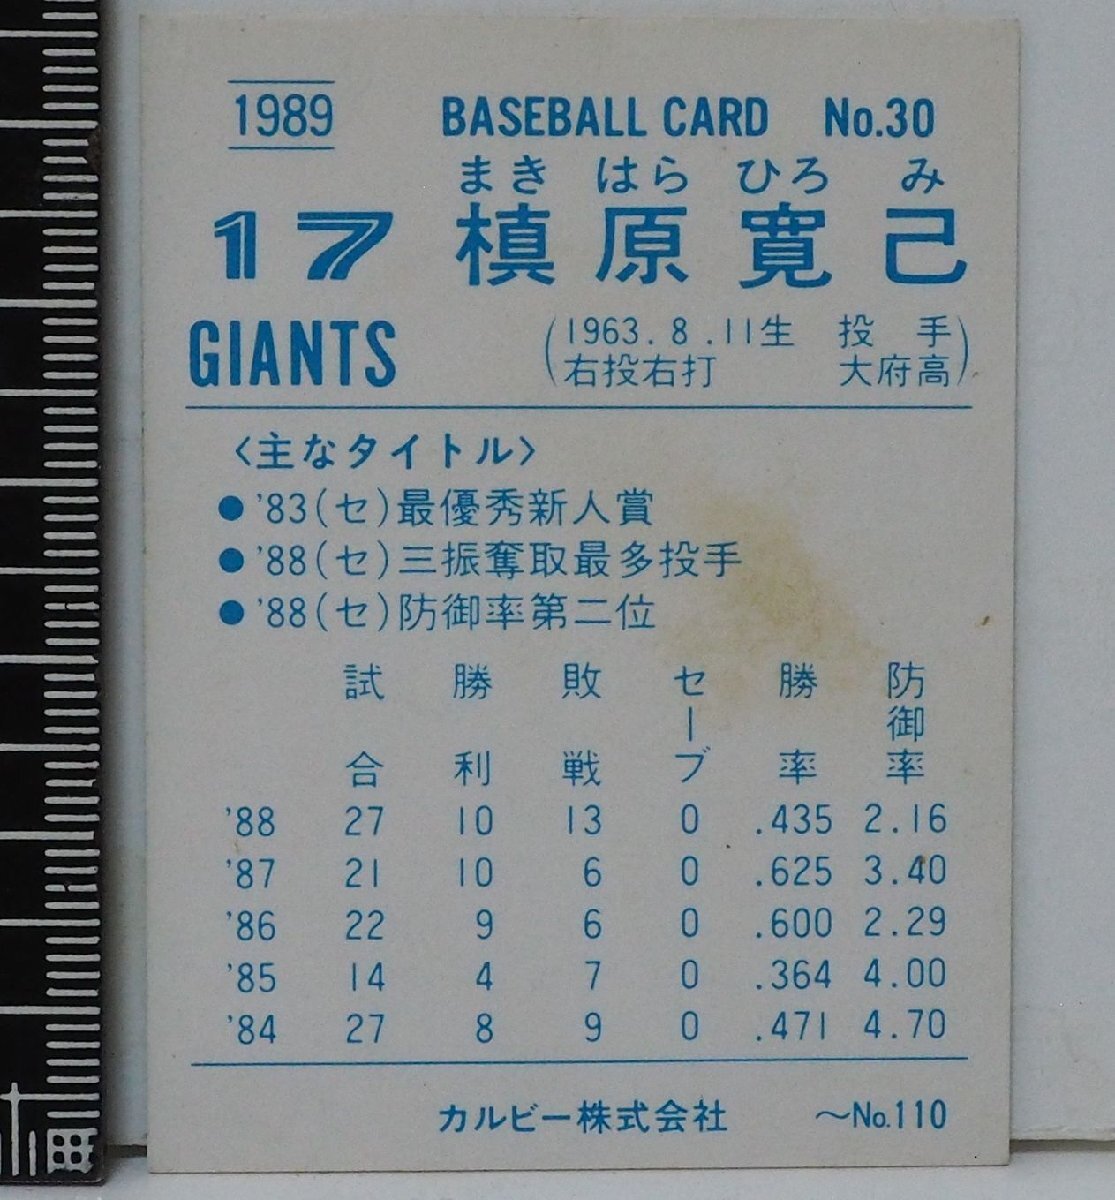 1989 BASEBALL CARD No.30
まき はら ひろ み
17 槙原寛己
GIANTS
(1963.8.11生 投手
右投右打 大府高)
〈主なタイトル〉
●'83(セ)最優秀新人賞
●'88(セ)三振奪取最多投手
●'88(セ)防御率第二位
試合 勝利 敗戦 セーブ 勝率 防御率
'88 27 10 13 0 .435 2.16
'87 21 10 6 0 .625 3.40
'86 22 9 6 0 .600 2.29
'85 14 4 7 0 .364 4.00
'84 27 8 9 0 .471 4.70
カルビー株式会社 ～No.110